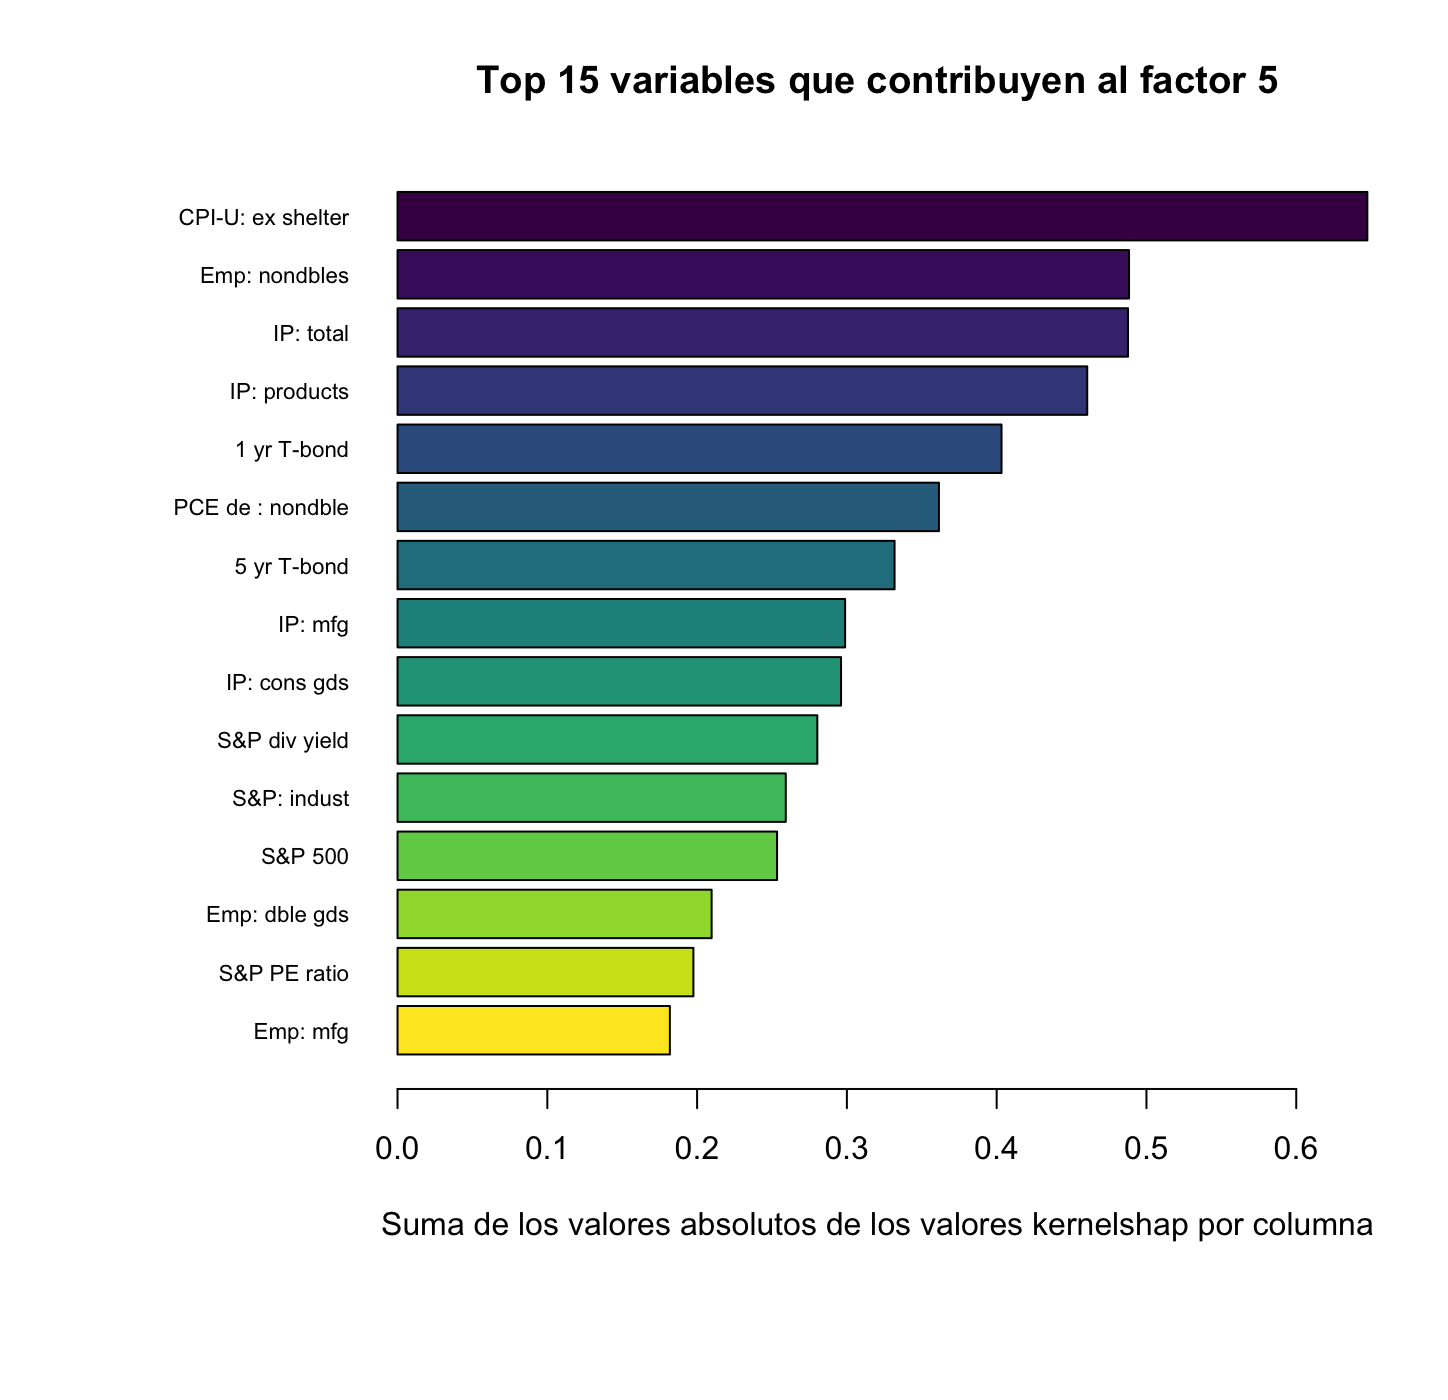 Top 15 variables que contribuyen al factor 5
CPI-U: ex shelter
Emp: nondbles
IP: total
IP: products
1 yr T-bond
PCE de : nondble
5 yr T-bond
IP: mfg
IP: cons gds
S&P div yield
S&P: indust
S&P 500
Emp: dble gds
S&P PE ratio
Emp: mfg
0.0 0.1 0.2 0.3 0.4 0.5 0.6
Suma de los valores absolutos de los valores kernelshap por columna